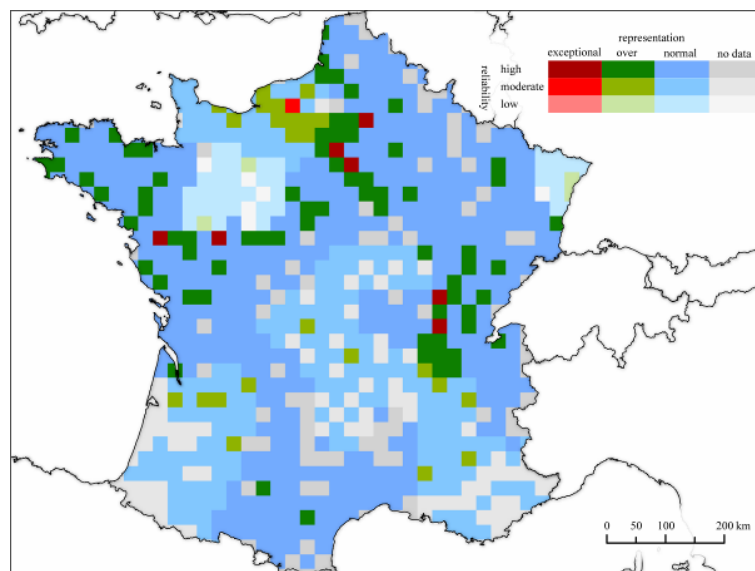 representation
exceptional over normal no data
reliability
high
moderate
low
0 50 100 200 km